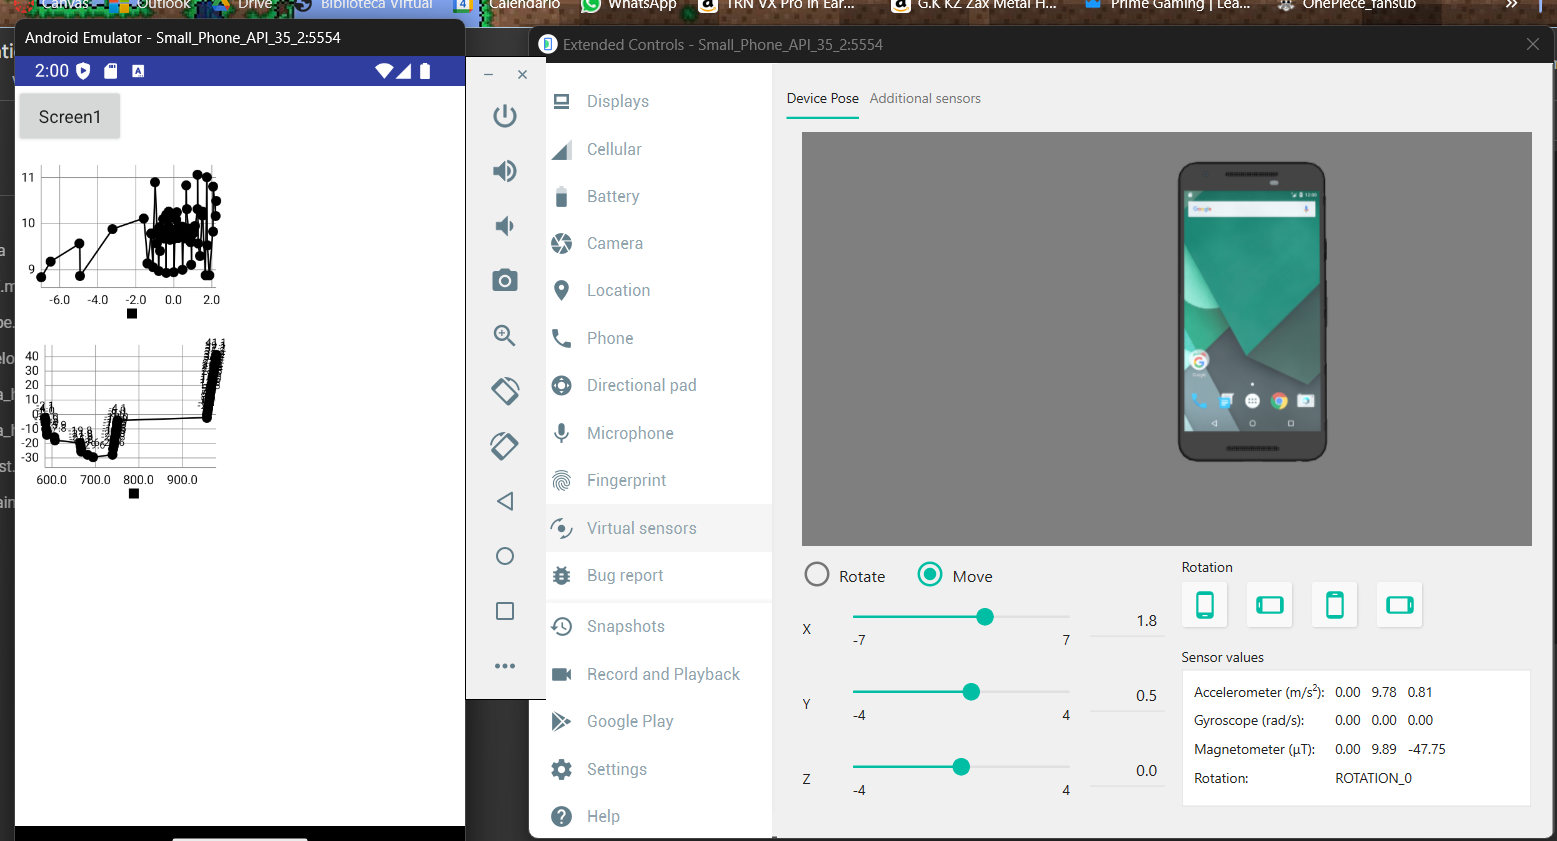 Canvas
Outlook
Drive
Biblioteca Virtual
4
Calendario
WhatsApp
TRN VX Pro In Ear...
G.K KZ Zax Metal H...
Prime Gaming | Lea...
OnePiece_fansub
»
Android Emulator - Small_Phone_API_35_2:5554
2:00
A
Screen1
11
10
9
-6.0 -4.0 -2.0 0.0 2.0
40
30
20
10
0
-10
-20
-30
600.0 700.0 800.0 900.0
Extended Controls - Small_Phone_API_35_2:5554
Displays
Cellular
Battery
Camera
Location
Phone
Directional pad
Microphone
Fingerprint
Virtual sensors
Bug report
Snapshots
Record and Playback
Google Play
Settings
Help
Device Pose Additional sensors
Google
Rotate Move
X
-7 7
1.8
Y
-4 4
0.5
Z
-4 4
0.0
Rotation
Sensor values
Accelerometer (m/s²): 0.00 9.78 0.81
Gyroscope (rad/s): 0.00 0.00 0.00
Magnetometer (μT): 0.00 9.89 -47.75
Rotation: ROTATION_0